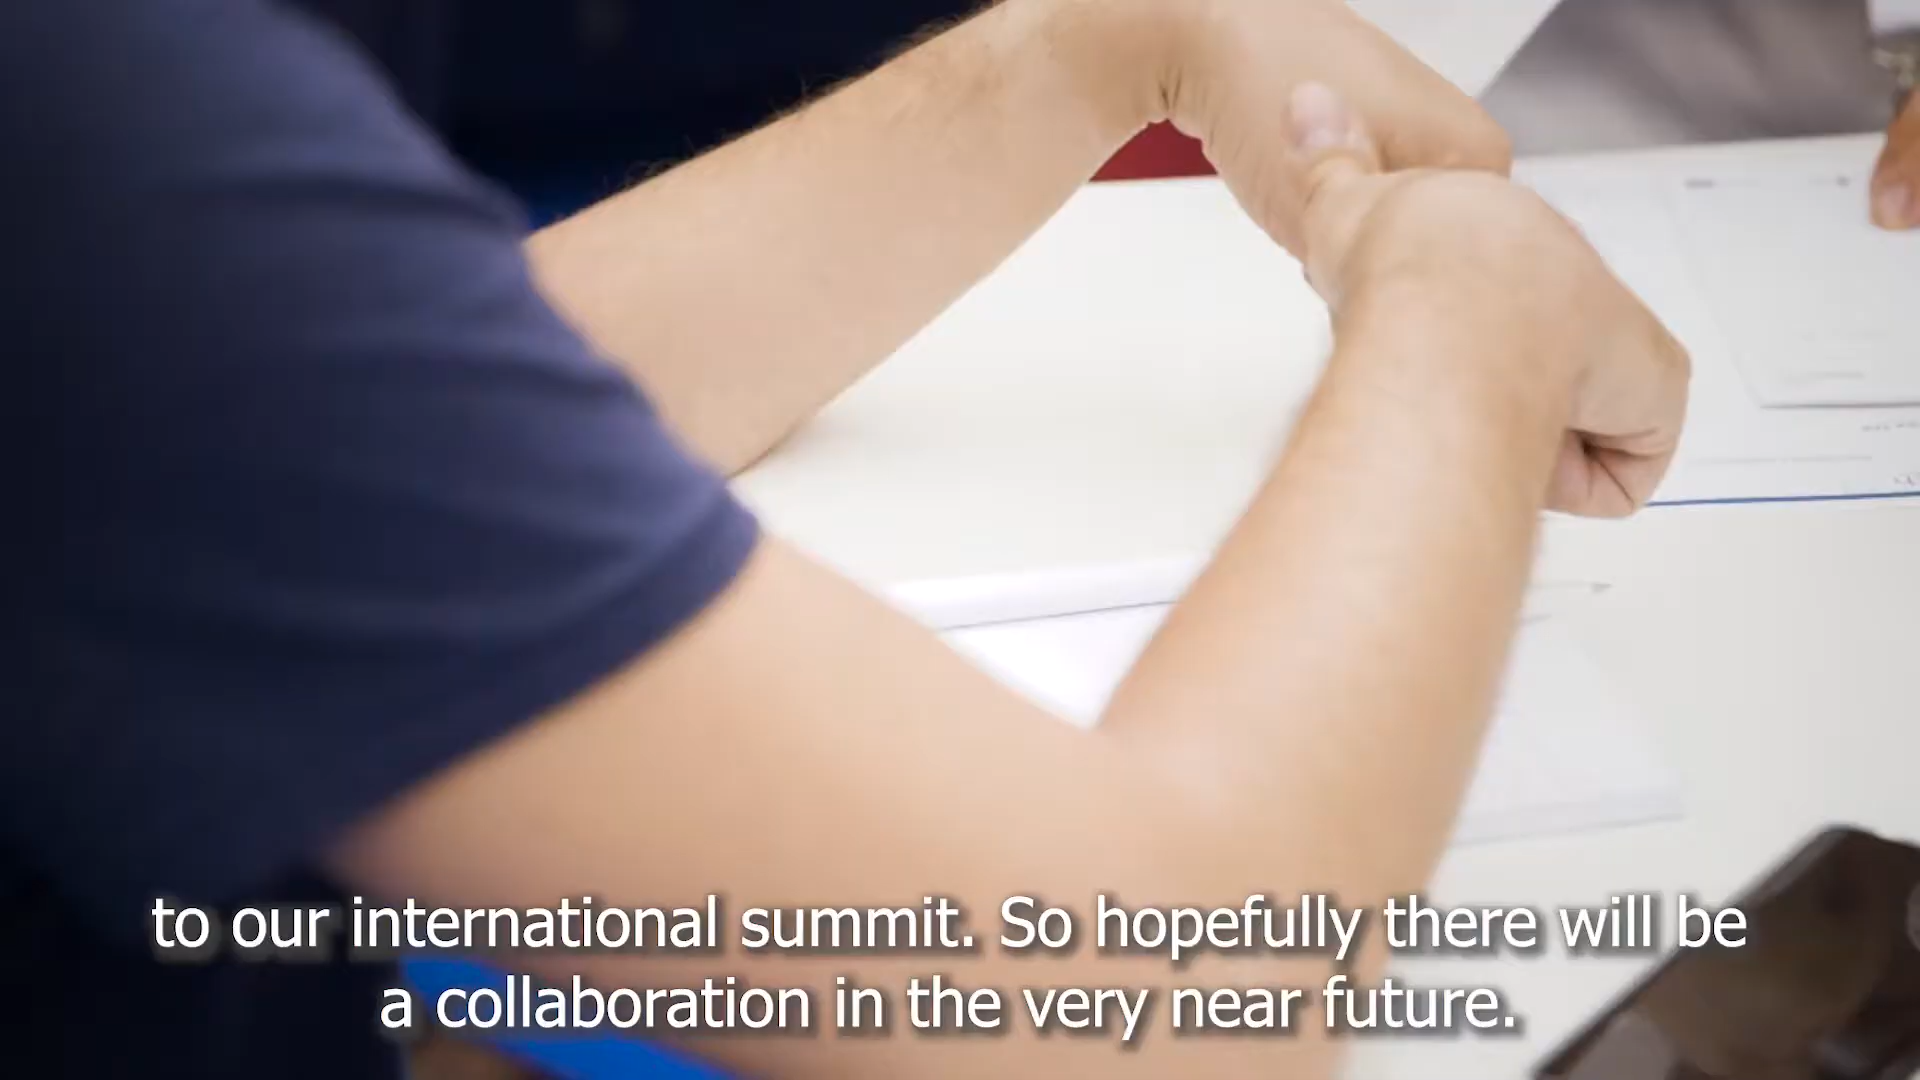 to our international summit. So hopefully there will be
a collaboration in the very near future.